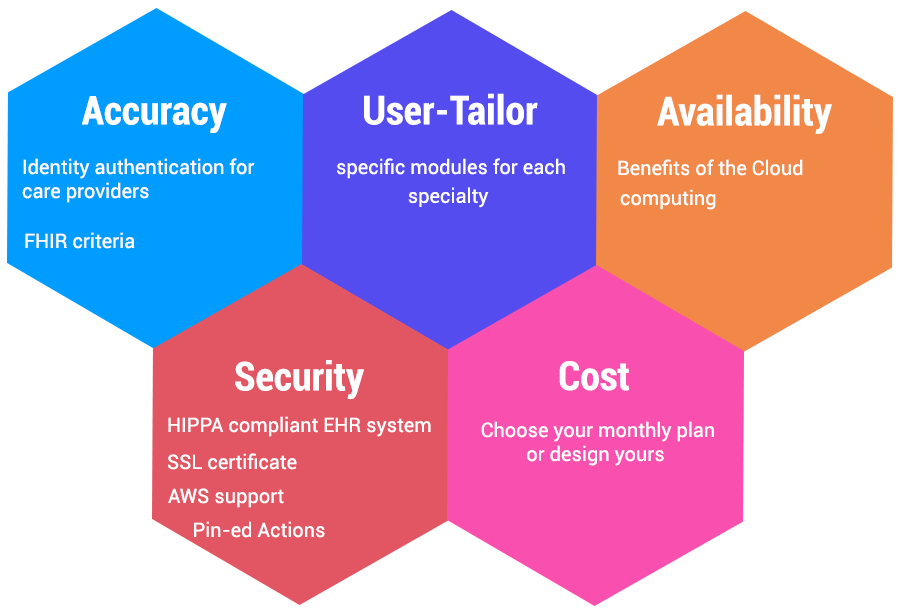 Accuracy
Identity authentication for
care providers
FHIR criteria
User-Tailor
specific modules for each
specialty
Availability
Benefits of the Cloud
computing
Security
HIPPA compliant EHR system
SSL certificate
AWS support
Pin-ed Actions
Cost
Choose your monthly plan
or design yours